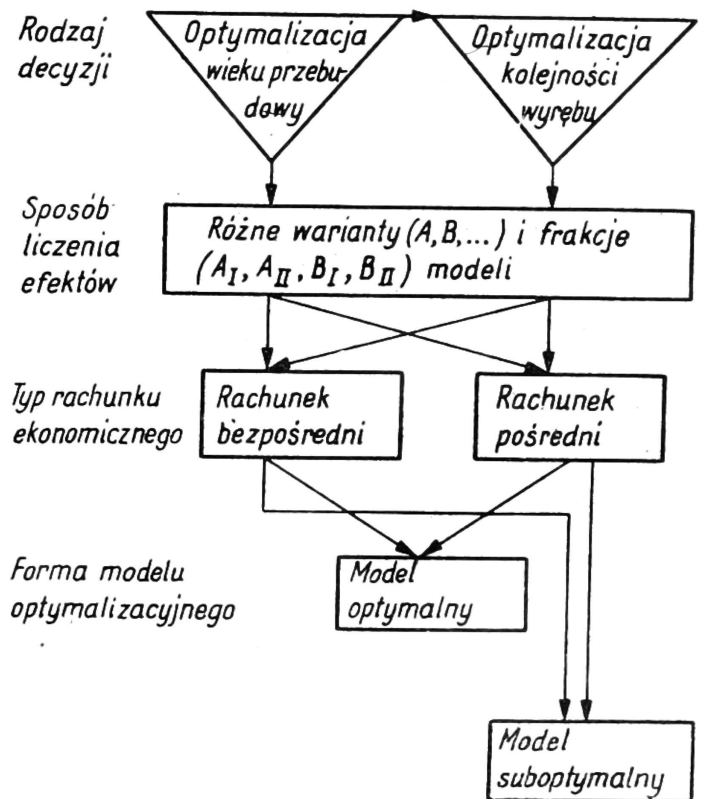 Rodzaj
decyzji
Optymalizacja
wieku przebu-
dowy
Optymalizacja
kolejności
wyrębu
Sposób
liczenia
efektów
Różne warianty (A, B, ...) i frakcje
(A_I, A_II, B_I, B_II) modeli
Typ rachunku
ekonomicznego
Rachunek
bezpośredni
Rachunek
pośredni
Forma modelu
optymalizacyjnego
Model
optymalny
Model
suboptymalny